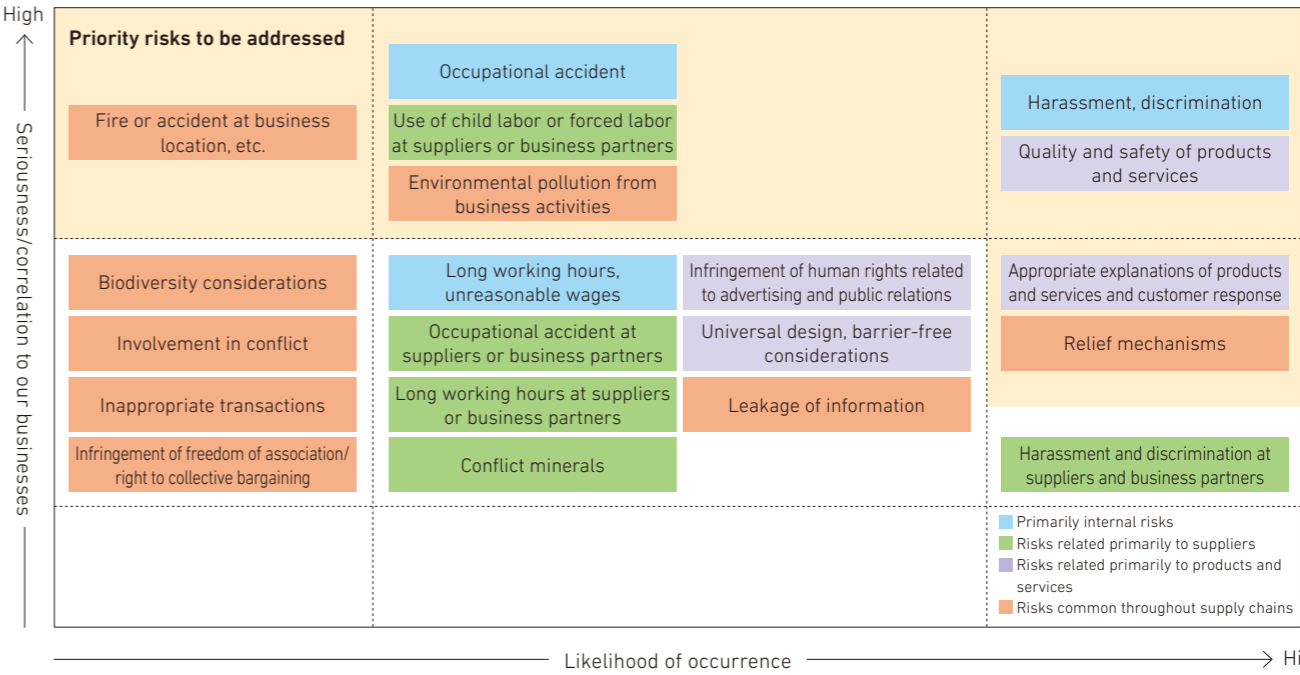 High
Priority risks to be addressed
Fire or accident at business
location, etc.
Occupational accident
Use of child labor or forced labor
at suppliers or business partners
Environmental pollution from
business activities
Harassment, discrimination
Quality and safety of products
and services
Seriousness/correlation to our businesses
Biodiversity considerations
Involvement in conflict
Inappropriate transactions
Infringement of freedom of association/
right to collective bargaining
Long working hours,
unreasonable wages
Occupational accident at
suppliers or business partners
Long working hours at suppliers
or business partners
Conflict minerals
Infringement of human rights related
to advertising and public relations
Universal design, barrier-free
considerations
Leakage of information
Appropriate explanations of products
and services and customer response
Relief mechanisms
Harassment and discrimination at
suppliers and business partners
Primarily internal risks
Risks related primarily to suppliers
Risks related primarily to products and
services
Risks common throughout supply chains
Likelihood of occurrence
Hi